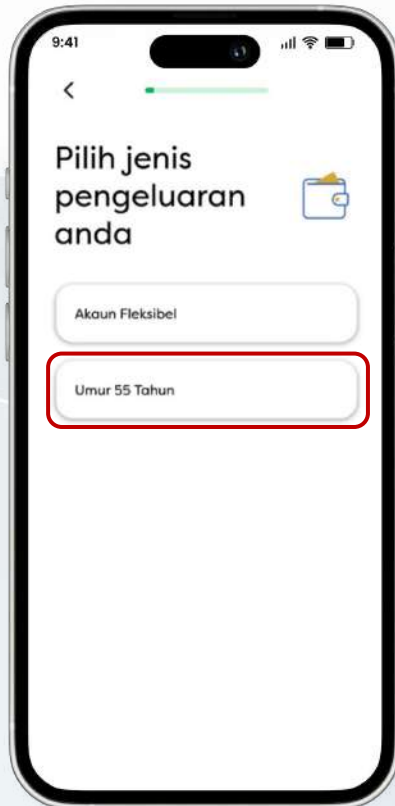 9:41
Pilih jenis
pengeluaran
anda
Akaun Fleksibel
Umur 55 Tahun